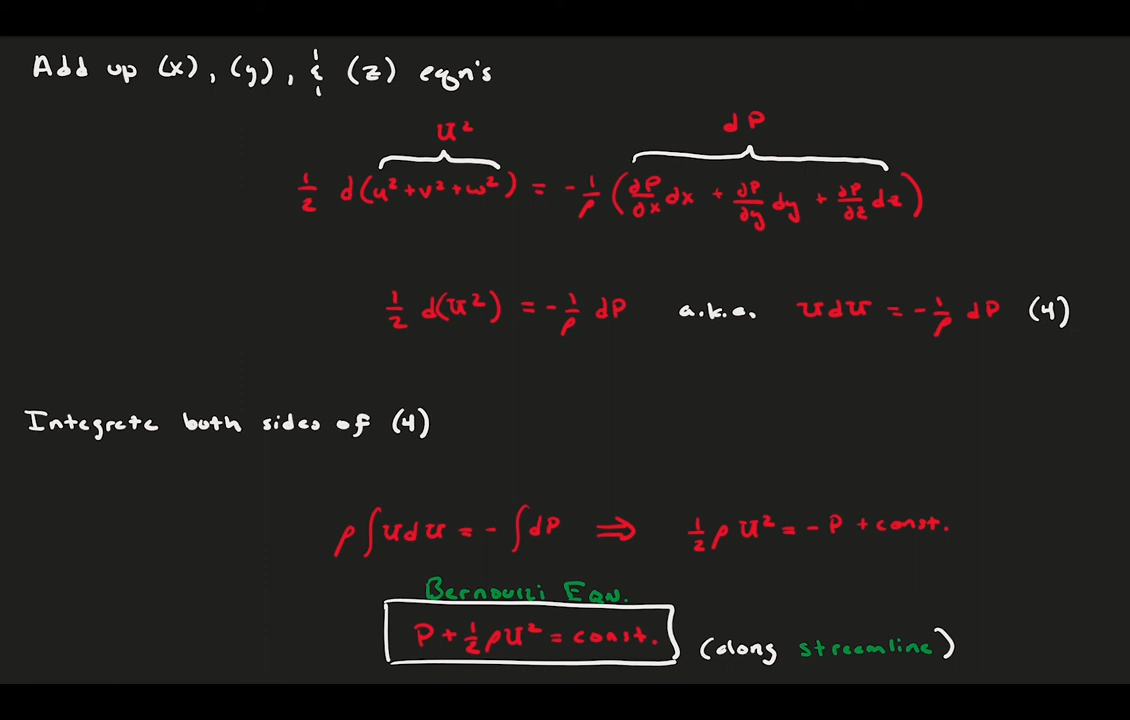 Add up (x), (y), & (z) eqn's
U² dP
½ d(u²+v²+w²) = -1/ρ (∂P/∂x dx + ∂P/∂y dy + ∂P/∂z dz)
½ d(U²) = -1/ρ dP a.k.a. UdU = -1/ρ dP (4)
Integrate both sides of (4)
ρ∫UdU = -∫dP ⇒ ½ρU² = -P + const.
Bernoulli Eqn.
P + ½ρU² = const. (along streamline)